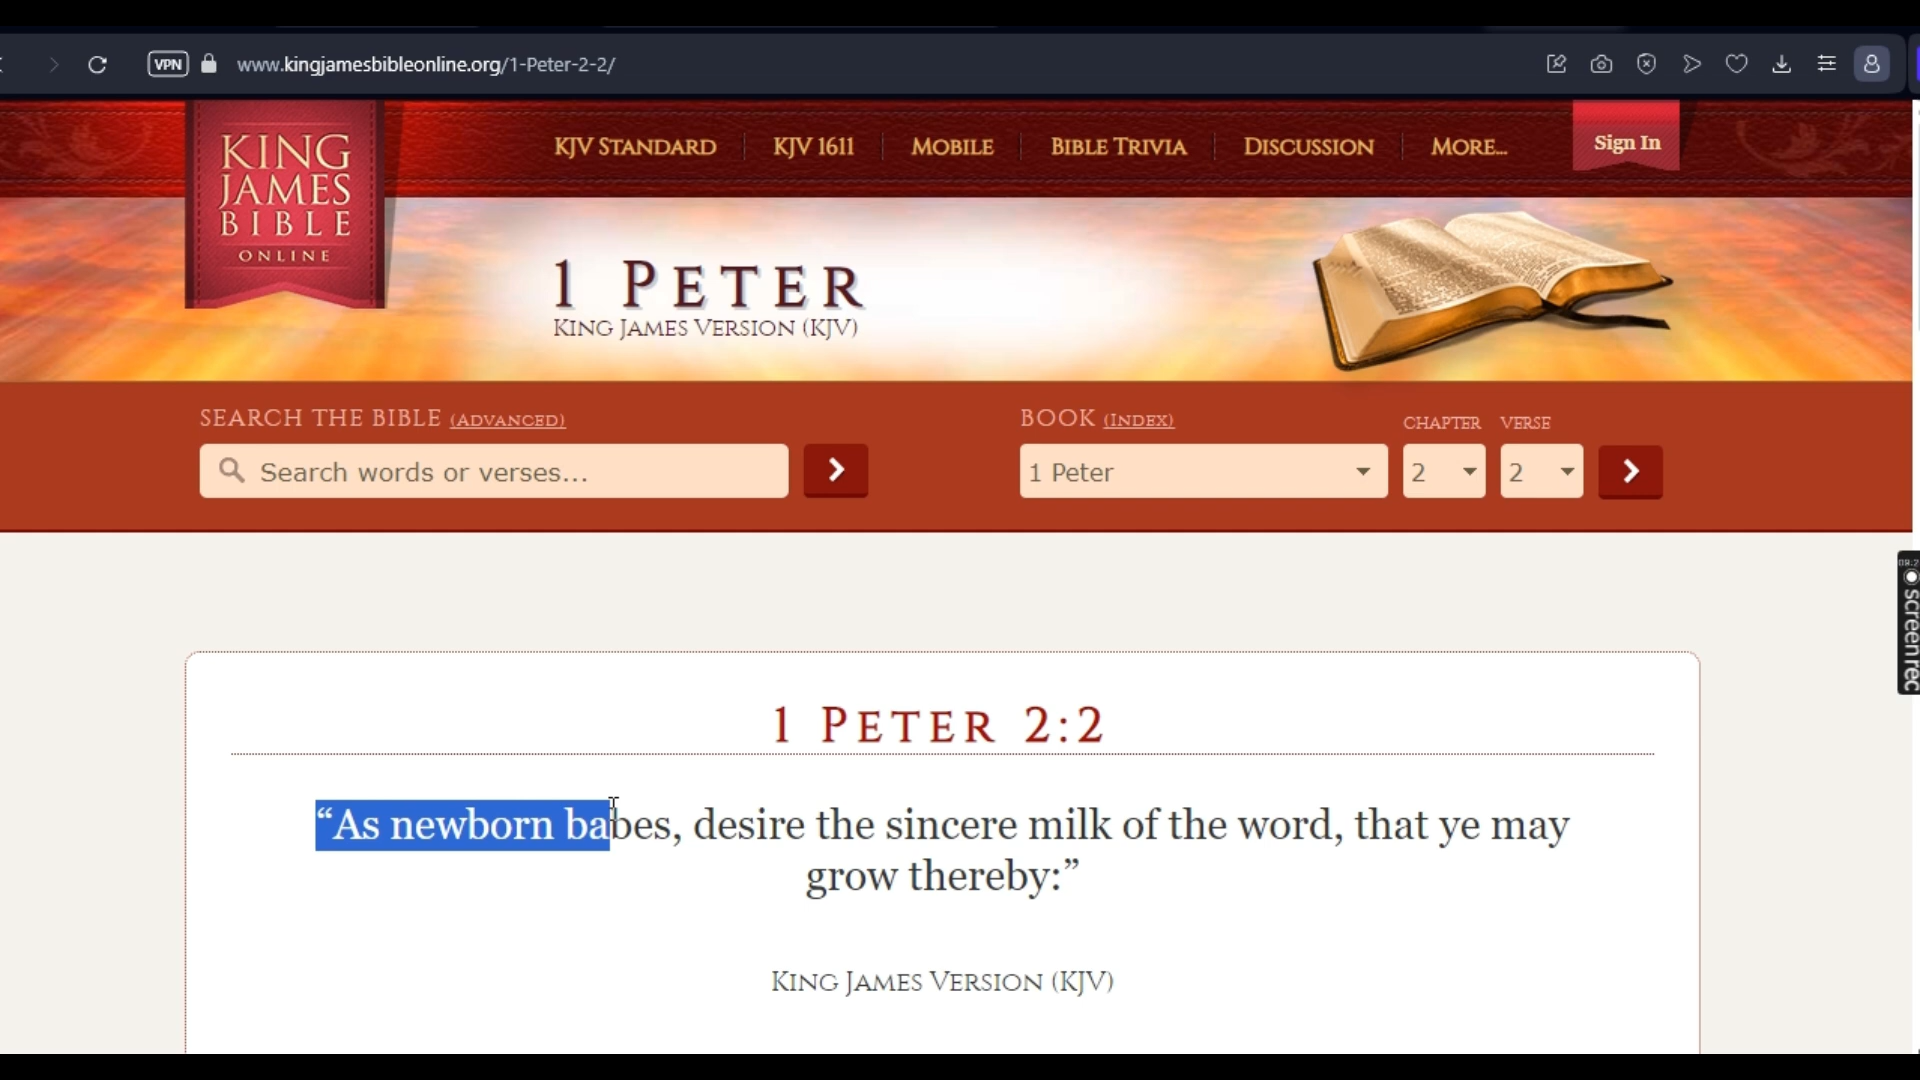 VPN www.kingjamesbibleonline.org/1-Peter-2-2/
KING
JAMES
BIBLE
ONLINE
KJV STANDARD KJV 1611 MOBILE BIBLE TRIVIA DISCUSSION MORE... Sign In
1 PETER
KING JAMES VERSION (KJV)
SEARCH THE BIBLE (ADVANCED) BOOK (INDEX) CHAPTER VERSE
Search words or verses... 1 Peter 2 2
screenrec
1 PETER 2:2
“As newborn babes, desire the sincere milk of the word, that ye may
grow thereby:”
KING JAMES VERSION (KJV)